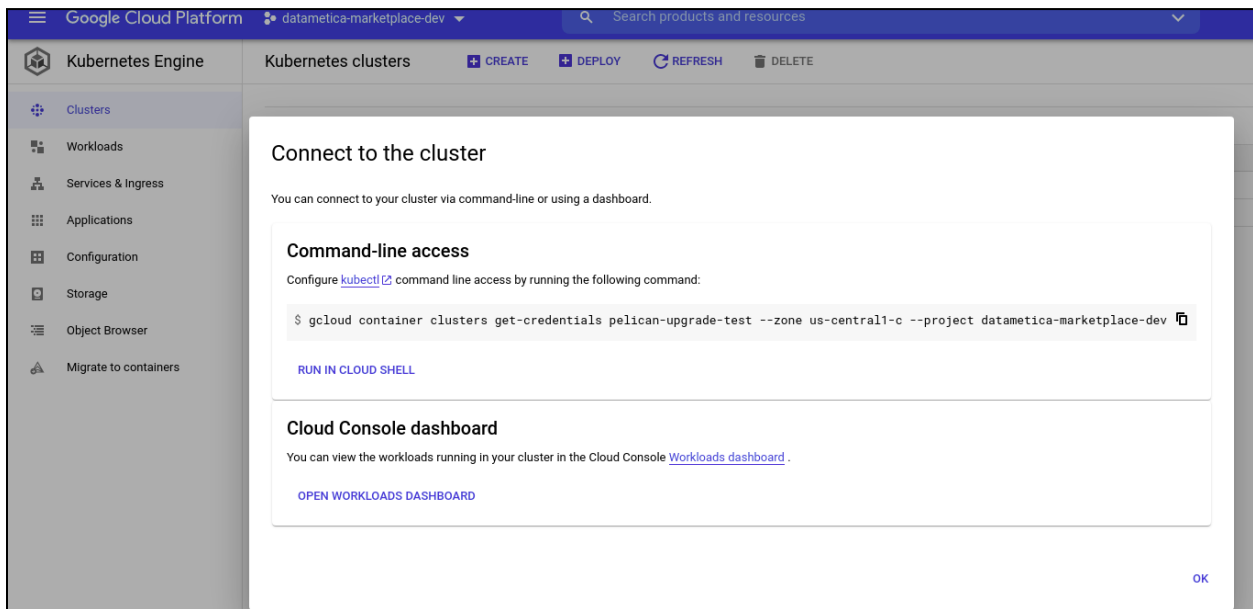 Google Cloud Platform datametica-marketplace-dev Search products and resources
Kubernetes Engine Kubernetes clusters CREATE DEPLOY REFRESH DELETE
Clusters
Workloads
Services & Ingress
Applications
Configuration
Storage
Object Browser
Migrate to containers
Connect to the cluster
You can connect to your cluster via command-line or using a dashboard.
Command-line access
Configure kubectl command line access by running the following command:
$ gcloud container clusters get-credentials pelican-upgrade-test --zone us-central1-c --project datametica-marketplace-dev
RUN IN CLOUD SHELL
Cloud Console dashboard
You can view the workloads running in your cluster in the Cloud Console Workloads dashboard .
OPEN WORKLOADS DASHBOARD
OK